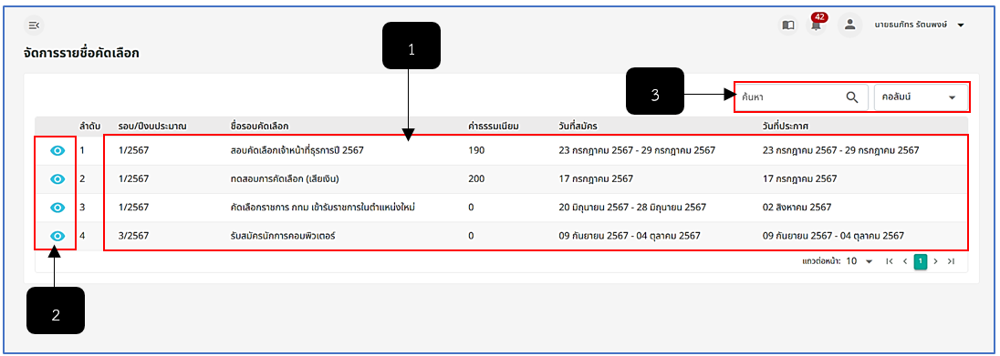 42
นายธนภัทร รัตนพงษ์
จัดการรายชื่อคัดเลือก
1
3
ค้นหา
คอลัมน์
ลำดับ รอบ/ปีงบประมาณ ชื่อรอบคัดเลือก ค่าธรรมเนียม วันที่สมัคร วันที่ประกาศ
1 1/2567 สอบคัดเลือกเจ้าหน้าที่ธุรการปี 2567 190 23 กรกฎาคม 2567 - 29 กรกฎาคม 2567 23 กรกฎาคม 2567 - 29 กรกฎาคม 2567
2 1/2567 ทดสอบการคัดเลือก (เสียเงิน) 200 17 กรกฎาคม 2567 17 กรกฎาคม 2567
3 1/2567 คัดเลือกราชการ กทม เข้ารับราชการในตำแหน่งใหม่ 0 20 มิถุนายน 2567 - 28 มิถุนายน 2567 02 สิงหาคม 2567
4 3/2567 รับสมัครนักการคอมพิวเตอร์ 0 09 กันยายน 2567 - 04 ตุลาคม 2567 09 กันยายน 2567 - 04 ตุลาคม 2567
แถวต่อหน้า: 10 1
2